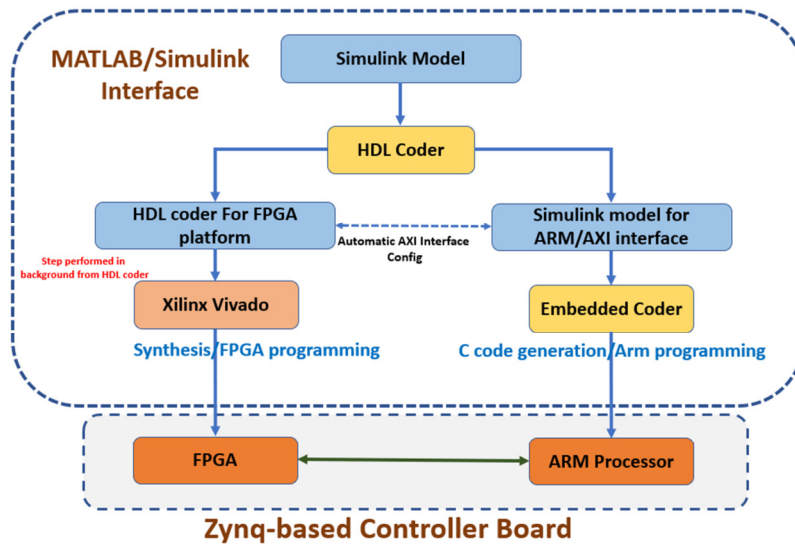 MATLAB/Simulink
Interface
Simulink Model
HDL Coder
HDL coder For FPGA
platform
Automatic AXI Interface
Config
Simulink model for
ARM/AXI interface
Step performed in
background from HDL coder
Xilinx Vivado
Embedded Coder
Synthesis/FPGA programming
C code generation/Arm programming
FPGA
ARM Processor
Zynq-based Controller Board